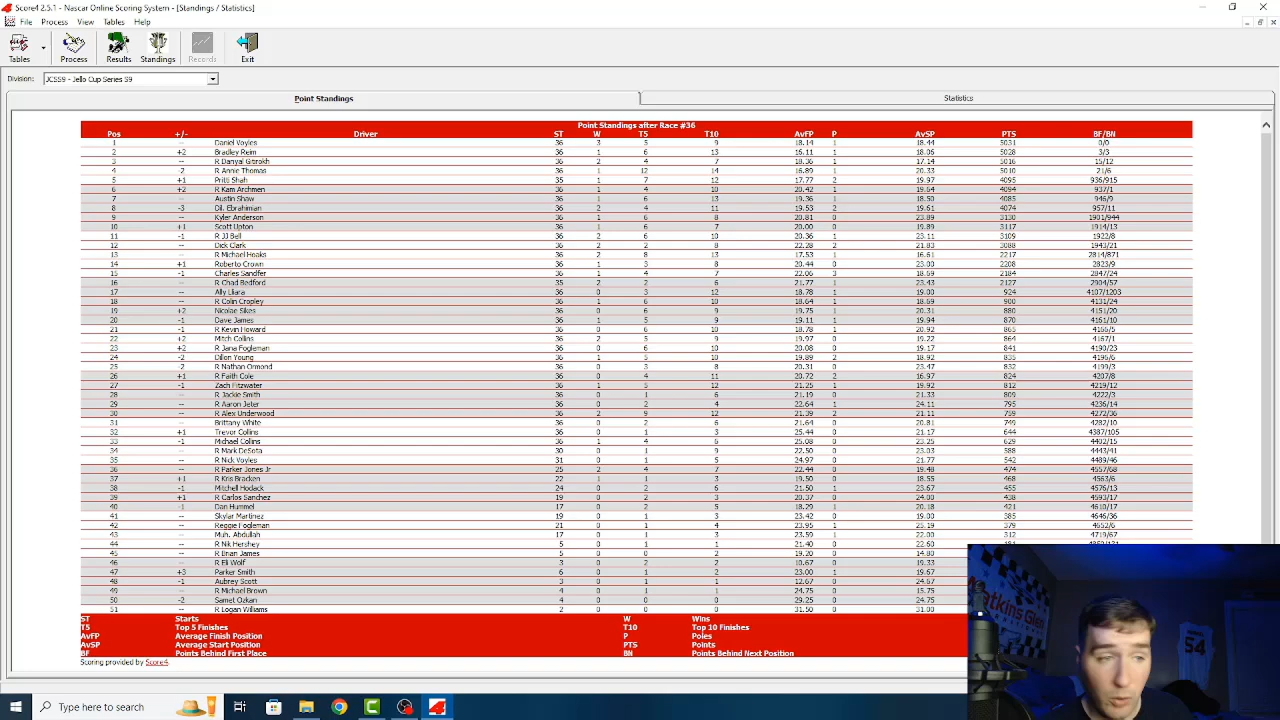 Score4 2.5.1 - Nascar Online Scoring System - [Standings / Statistics]
File Process View Tables Help
Tables Process Results Standings Records Exit
Division: JCSS9 - Jello Cup Series S9
Point Standings Statistics
Point Standings after Race #36
Pos +/- Driver ST W T5 T10 AvFP P AvSP PTS BF/BN
1 -- Daniel Voyles 36 3 5 9 18.14 1 18.44 5031 0/0
2 +2 Bradley Reim 36 1 6 13 16.11 1 18.06 5028 3/3
3 -- R Danyal Gitirokh 36 2 4 7 18.36 1 17.14 5016 15/12
4 -2 R Annie Thomas 36 1 12 14 16.89 1 20.33 5010 21/6
5 +1 Pritti Shah 35 1 7 12 17.77 2 19.97 4095 936/915
6 +2 R Kam Archmen 36 1 4 10 20.42 1 19.64 4094 937/1
7 -- Austin Shaw 36 1 6 13 19.36 1 18.50 4085 946/9
8 -3 Dil. Ebrahimian 36 2 4 11 19.53 2 19.61 4074 957/11
9 -- Kyler Anderson 36 1 6 8 20.81 0 23.89 3130 1901/944
10 +1 Scott Upton 36 1 6 7 20.00 0 19.89 3117 1914/13
11 -1 R JJ Bell 36 2 6 10 20.36 1 23.11 3109 1922/8
12 -- Dick Clark 36 2 2 8 22.28 2 21.83 3088 1943/21
13 -- R Michael Hoaks 36 2 8 13 17.53 1 16.61 2217 2814/871
14 +1 Roberto Crown 36 1 3 8 20.44 0 23.00 2208 2823/9
15 -1 Charles Sandfer 36 1 4 7 22.06 3 18.69 2184 2847/24
16 -- R Chad Bedford 35 2 2 6 21.77 1 23.43 2127 2904/57
17 -- Ally Lliara 36 0 3 12 18.78 1 19.00 924 4107/1203
18 -- R Colin Cropley 36 1 6 10 18.64 1 18.69 900 4131/24
19 +2 Nicolae Sikes 36 0 6 9 19.75 1 20.31 880 4151/20
20 -1 Dave James 36 1 5 9 19.11 1 19.94 870 4161/10
21 -1 R Kevin Howard 36 0 6 10 18.78 1 20.92 865 4166/5
22 +2 Mitch Collins 36 2 5 9 19.97 0 19.22 864 4167/1
23 +2 R Jana Fogleman 36 0 6 10 20.08 0 19.17 841 4190/23
24 -2 Dillon Young 36 1 5 10 19.89 2 18.92 835 4196/6
25 -2 R Nathan Ormond 36 0 3 8 20.31 0 23.47 832 4199/3
26 +1 R Faith Cole 36 0 4 11 20.72 2 16.97 824 4207/8
27 -1 Zach Fitzwater 36 1 5 12 21.25 1 19.92 812 4219/12
28 -- R Jackie Smith 36 0 1 6 21.19 0 21.33 809 4222/3
29 -- R Aaron Jeter 36 0 2 4 22.64 1 24.11 795 4236/14
30 -- R Alex Underwood 36 2 9 12 21.39 2 21.11 759 4272/36
31 -- Brittany White 36 0 2 6 21.64 0 20.81 749 4282/10
32 +1 Trevor Collins 36 0 1 3 25.44 0 21.17 644 4387/105
33 -1 Michael Collins 36 1 4 6 25.08 0 23.25 629 4402/15
34 -- R Mark DeSota 30 0 1 9 22.50 0 23.03 588 4443/41
35 -- R Nick Voyles 31 0 1 5 24.97 0 21.77 542 4489/46
36 -- R Parker Jones Jr 25 2 4 7 22.44 0 19.48 474 4557/68
37 +1 R Kris Bracken 22 1 1 3 19.50 0 18.55 468 4563/6
38 -1 Mitchell Hodack 24 0 2 6 21.50 1 23.67 455 4576/13
39 +1 R Carlos Sanchez 19 0 2 3 20.37 0 24.00 438 4593/17
40 -1 Dan Hummel 17 0 2 5 18.29 1 20.18 421 4610/17
41 -- Skylar Martinez 19 0 1 3 23.42 0 19.00 385 4646/36
42 -- Reggie Fogleman 21 0 1 4 23.95 1 25.19 379 4652/6
43 -- Muh. Abdullah 17 0 1 3 23.59 1 22.00 312 4719/67
44 -- R Nik Hershey 5 0 1 1 21.40 0 22.60
45 -- R Brian James 5 0 0 2 19.20 0 14.80
46 -- R Eli Wolf 3 0 2 2 10.67 0 19.33
47 +3 Parker Smith 6 0 1 2 23.00 1 19.67
48 -1 Aubrey Scott 3 0 1 1 12.67 0 24.67
49 -- R Michael Brown 4 0 1 1 24.75 0 15.75
50 -2 Samet Ozkan 4 0 0 0 29.25 0 24.75
51 -- R Logan Williams 2 0 0 0 31.50 0 31.00
ST Starts W Wins
T5 Top 5 Finishes T10 Top 10 Finishes
AvFP Average Finish Position P Poles
AvSP Average Start Position PTS Points
BF Points Behind First Place BN Points Behind Next Position
Scoring provided by Score4.
Watkins Glen
54
Type here to search